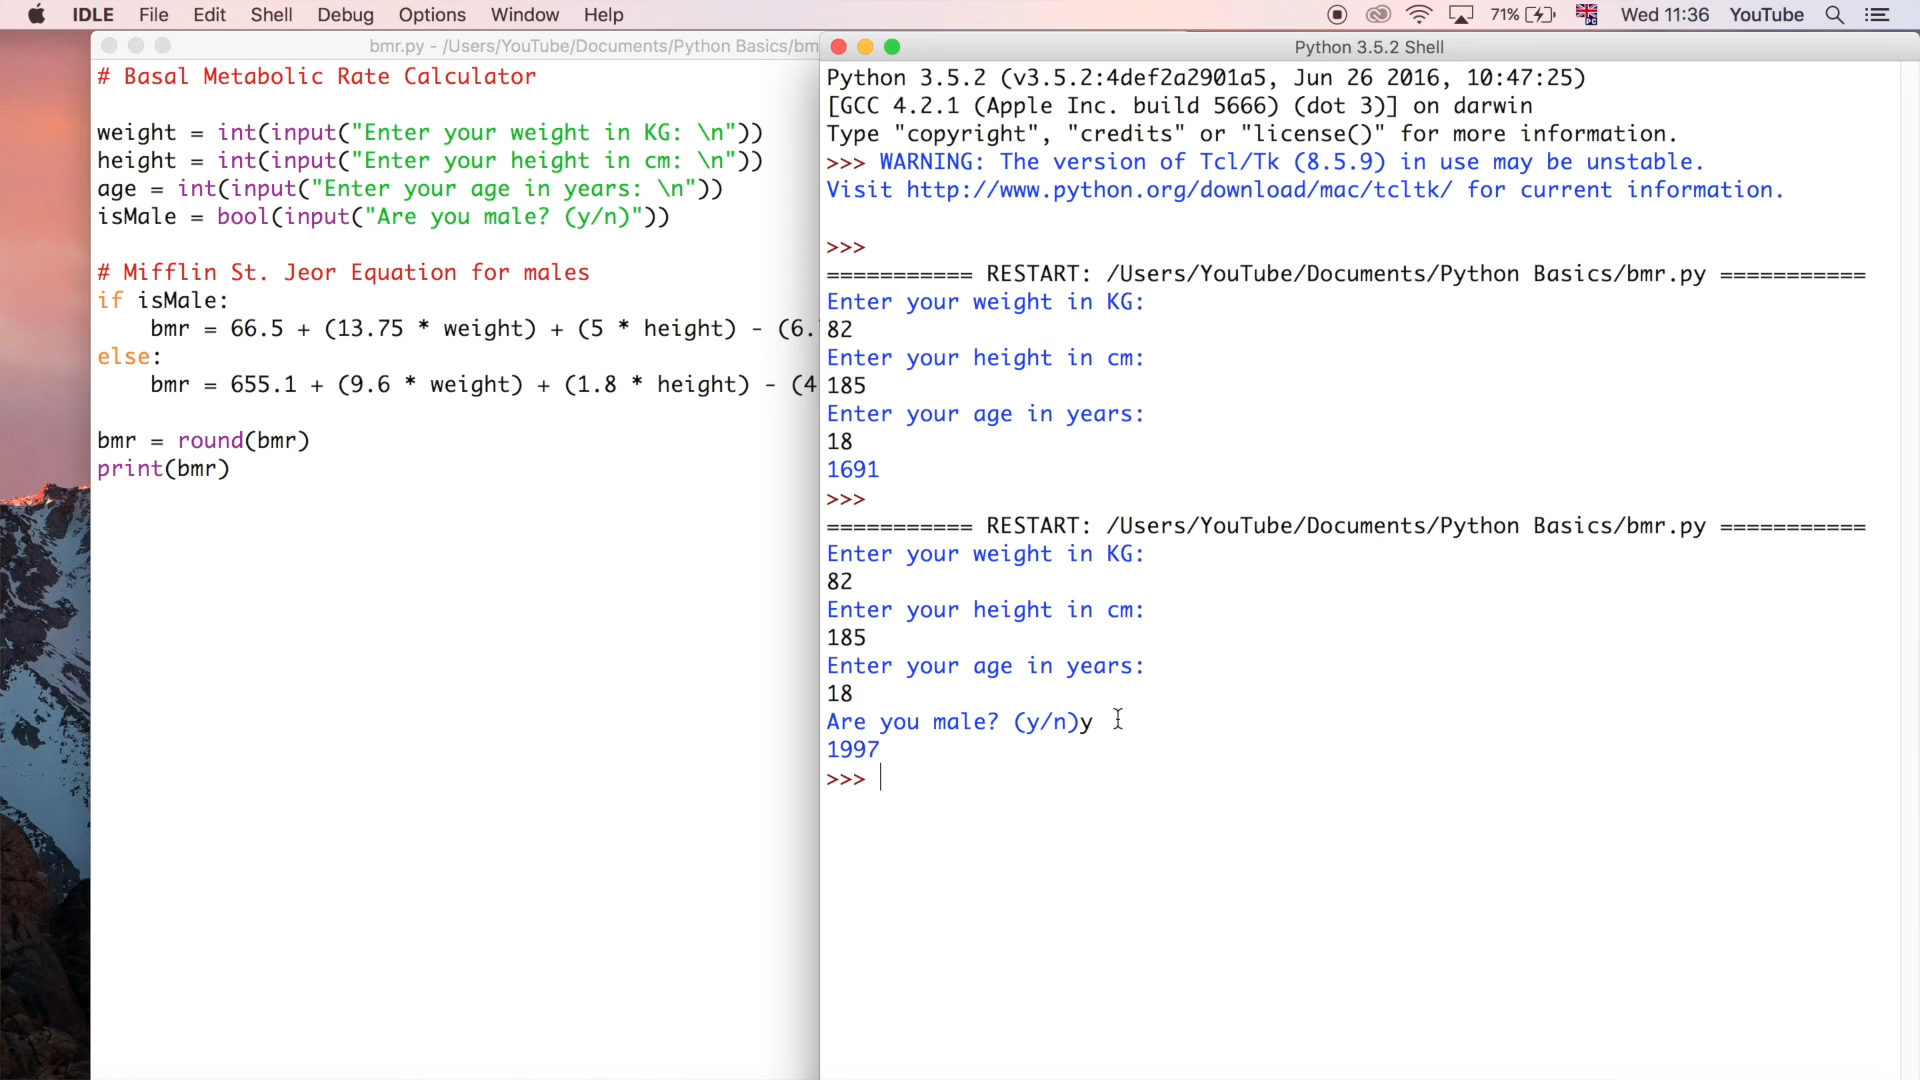 IDLE File Edit Shell Debug Options Window Help 71% Wed 11:36 YouTube
bmr.py - /Users/YouTube/Documents/Python Basics/bm
# Basal Metabolic Rate Calculator
weight = int(input("Enter your weight in KG: \n"))
height = int(input("Enter your height in cm: \n"))
age = int(input("Enter your age in years: \n"))
isMale = bool(input("Are you male? (y/n)"))
# Mifflin St. Jeor Equation for males
if isMale:
bmr = 66.5 + (13.75 * weight) + (5 * height) - (6.
else:
bmr = 655.1 + (9.6 * weight) + (1.8 * height) - (4
bmr = round(bmr)
print(bmr)
Python 3.5.2 Shell
Python 3.5.2 (v3.5.2:4def2a2901a5, Jun 26 2016, 10:47:25)
[GCC 4.2.1 (Apple Inc. build 5666) (dot 3)] on darwin
Type "copyright", "credits" or "license()" for more information.
>>> WARNING: The version of Tcl/Tk (8.5.9) in use may be unstable.
Visit http://www.python.org/download/mac/tcltk/ for current information.
>>>
=========== RESTART: /Users/YouTube/Documents/Python Basics/bmr.py ===========
Enter your weight in KG:
82
Enter your height in cm:
185
Enter your age in years:
18
1691
>>>
=========== RESTART: /Users/YouTube/Documents/Python Basics/bmr.py ===========
Enter your weight in KG:
82
Enter your height in cm:
185
Enter your age in years:
18
Are you male? (y/n)y
1997
>>>